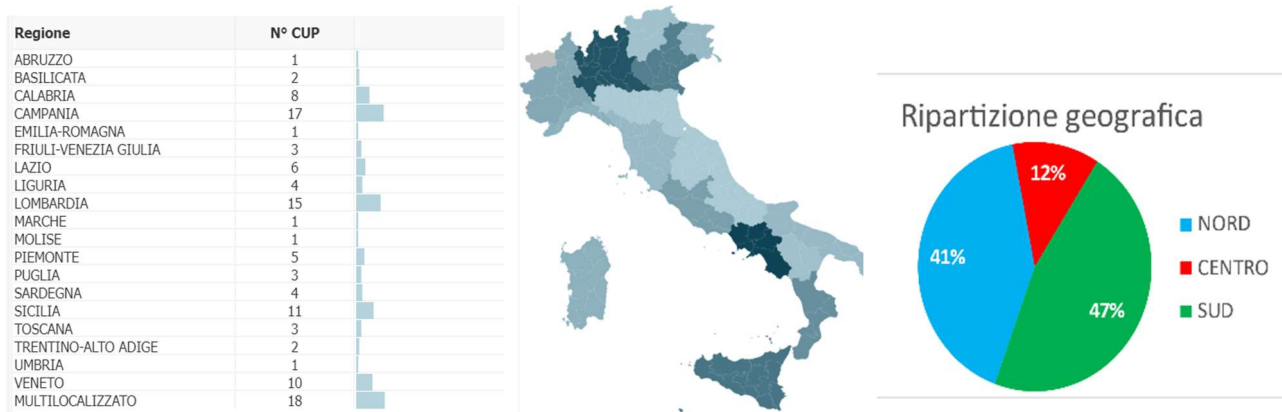 Regione N° CUP
ABRUZZO 1
BASILICATA 2
CALABRIA 8
CAMPANIA 17
EMILIA-ROMAGNA 1
FRIULI-VENEZIA GIULIA 3
LAZIO 6
LIGURIA 4
LOMBARDIA 15
MARCHE 1
MOLISE 1
PIEMONTE 5
PUGLIA 3
SARDEGNA 4
SICILIA 11
TOSCANA 3
TRENTINO-ALTO ADIGE 2
UMBRIA 1
VENETO 10
MULTILOCALIZZATO 18
Ripartizione geografica
12%
41%
47%
NORD
CENTRO
SUD